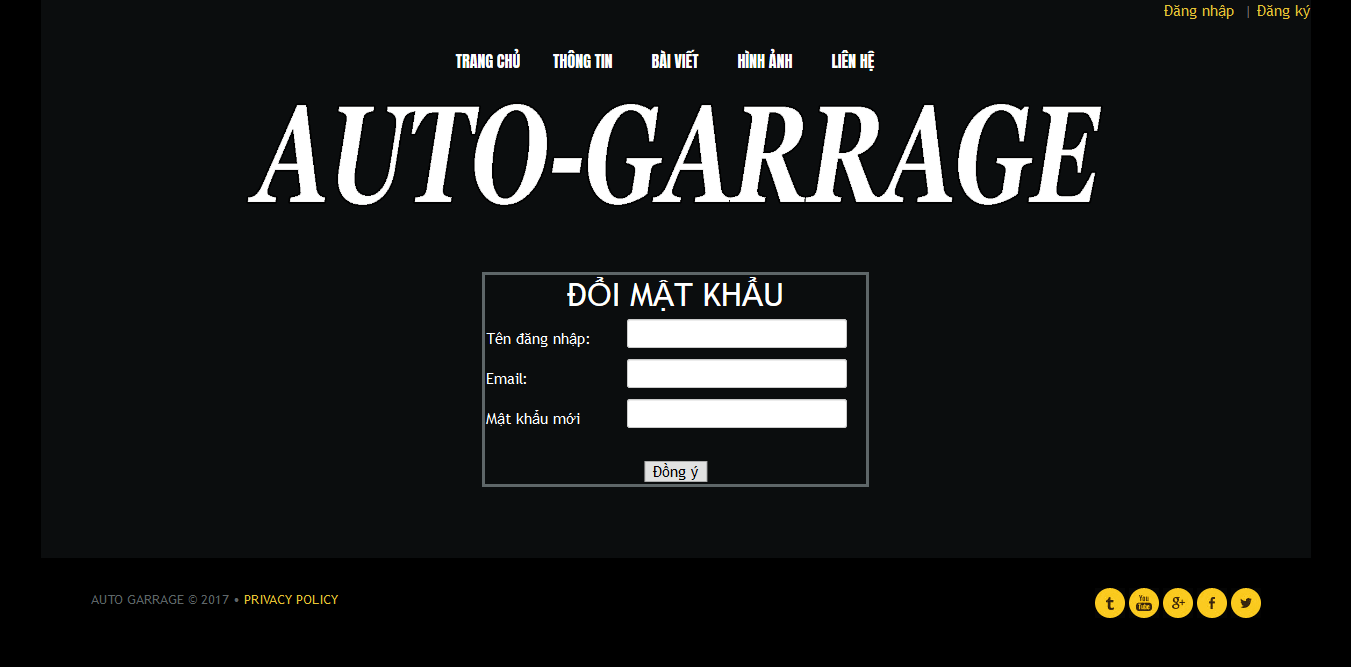 Đăng nhập | Đăng ký
TRANG CHỦ THÔNG TIN BÀI VIẾT HÌNH ẢNH LIÊN HỆ
AUTO-GARRAGE
ĐỔI MẬT KHẨU
Tên đăng nhập:
Email:
Mật khẩu mới
Đồng ý
AUTO GARRAGE © 2017 • PRIVACY POLICY
t You Tube g+ f